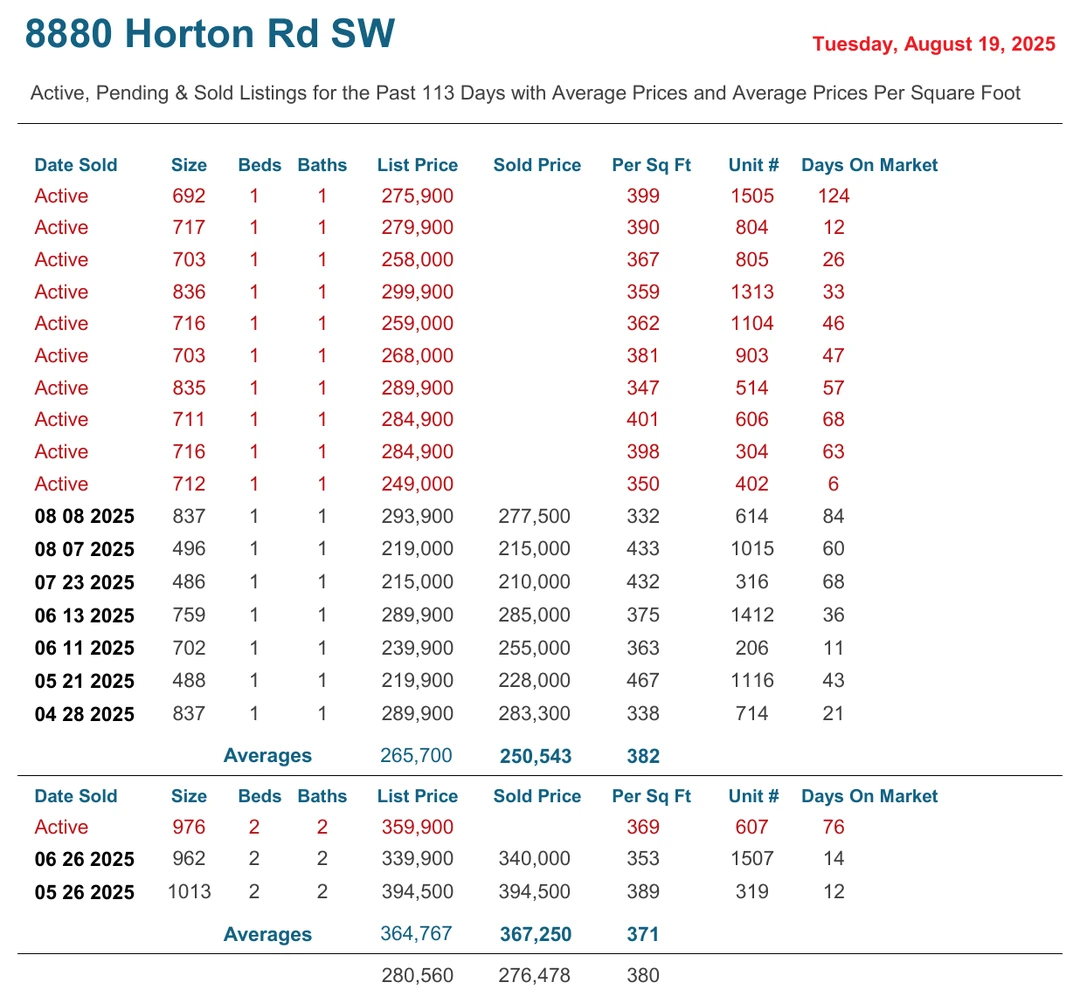 8880 Horton Rd SW
Tuesday, August 19, 2025
Active, Pending & Sold Listings for the Past 113 Days with Average Prices and Average Prices Per Square Foot
Date Sold Size Beds Baths List Price Sold Price Per Sq Ft Unit # Days On Market
Active 692 1 1 275,900 399 1505 124
Active 717 1 1 279,900 390 804 12
Active 703 1 1 258,000 367 805 26
Active 836 1 1 299,900 359 1313 33
Active 716 1 1 259,000 362 1104 46
Active 703 1 1 268,000 381 903 47
Active 835 1 1 289,900 347 514 57
Active 711 1 1 284,900 401 606 68
Active 716 1 1 284,900 398 304 63
Active 712 1 1 249,000 350 402 6
08 08 2025 837 1 1 293,900 277,500 332 614 84
08 07 2025 496 1 1 219,000 215,000 433 1015 60
07 23 2025 486 1 1 215,000 210,000 432 316 68
06 13 2025 759 1 1 289,900 285,000 375 1412 36
06 11 2025 702 1 1 239,900 255,000 363 206 11
05 21 2025 488 1 1 219,900 228,000 467 1116 43
04 28 2025 837 1 1 289,900 283,300 338 714 21
Averages 265,700 250,543 382
Date Sold Size Beds Baths List Price Sold Price Per Sq Ft Unit # Days On Market
Active 976 2 2 359,900 369 607 76
06 26 2025 962 2 2 339,900 340,000 353 1507 14
05 26 2025 1013 2 2 394,500 394,500 389 319 12
Averages 364,767 367,250 371
280,560 276,478 380